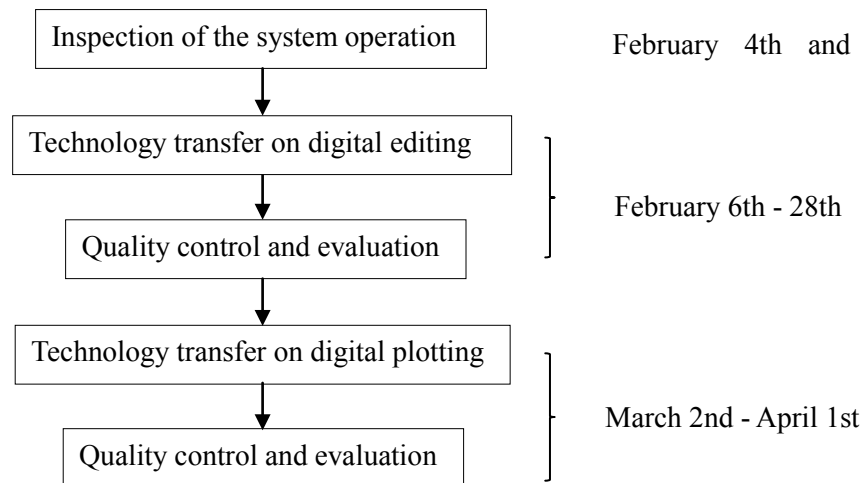 Inspection of the system operation
February 4th and
Technology transfer on digital editing
February 6th - 28th
Quality control and evaluation
Technology transfer on digital plotting
March 2nd - April 1st
Quality control and evaluation